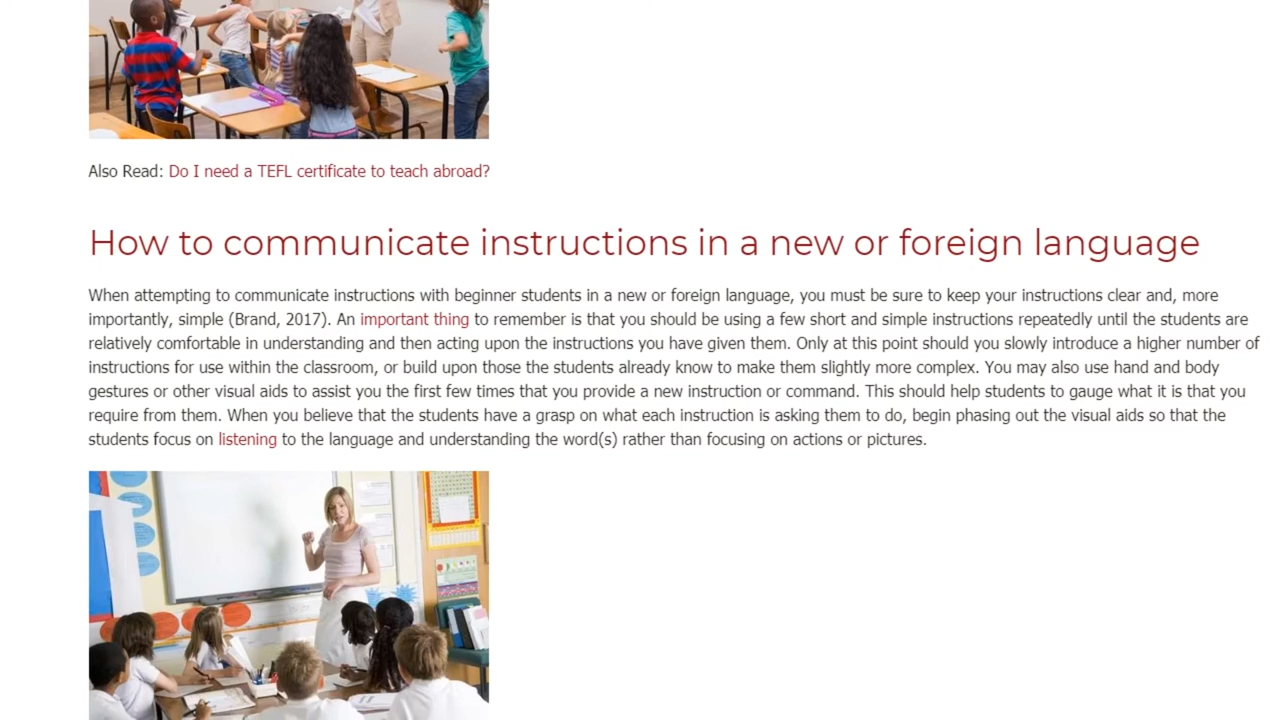 Also Read: Do I need a TEFL certificate to teach abroad?
How to communicate instructions in a new or foreign language
When attempting to communicate instructions with beginner students in a new or foreign language, you must be sure to keep your instructions clear and, more
importantly, simple (Brand, 2017). An important thing to remember is that you should be using a few short and simple instructions repeatedly until the students are
relatively comfortable in understanding and then acting upon the instructions you have given them. Only at this point should you slowly introduce a higher number of
instructions for use within the classroom, or build upon those the students already know to make them slightly more complex. You may also use hand and body
gestures or other visual aids to assist you the first few times that you provide a new instruction or command. This should help students to gauge what it is that you
require from them. When you believe that the students have a grasp on what each instruction is asking them to do, begin phasing out the visual aids so that the
students focus on listening to the language and understanding the word(s) rather than focusing on actions or pictures.